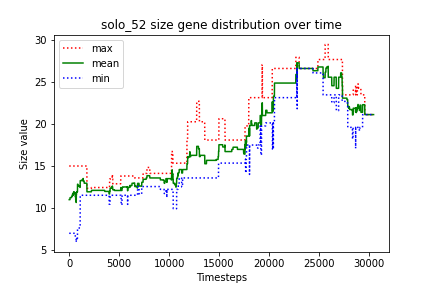 solo_52 size gene distribution over time
max
mean
min
Size value
30
25
20
15
10
5
0
5000
10000
15000
20000
25000
30000
Timesteps